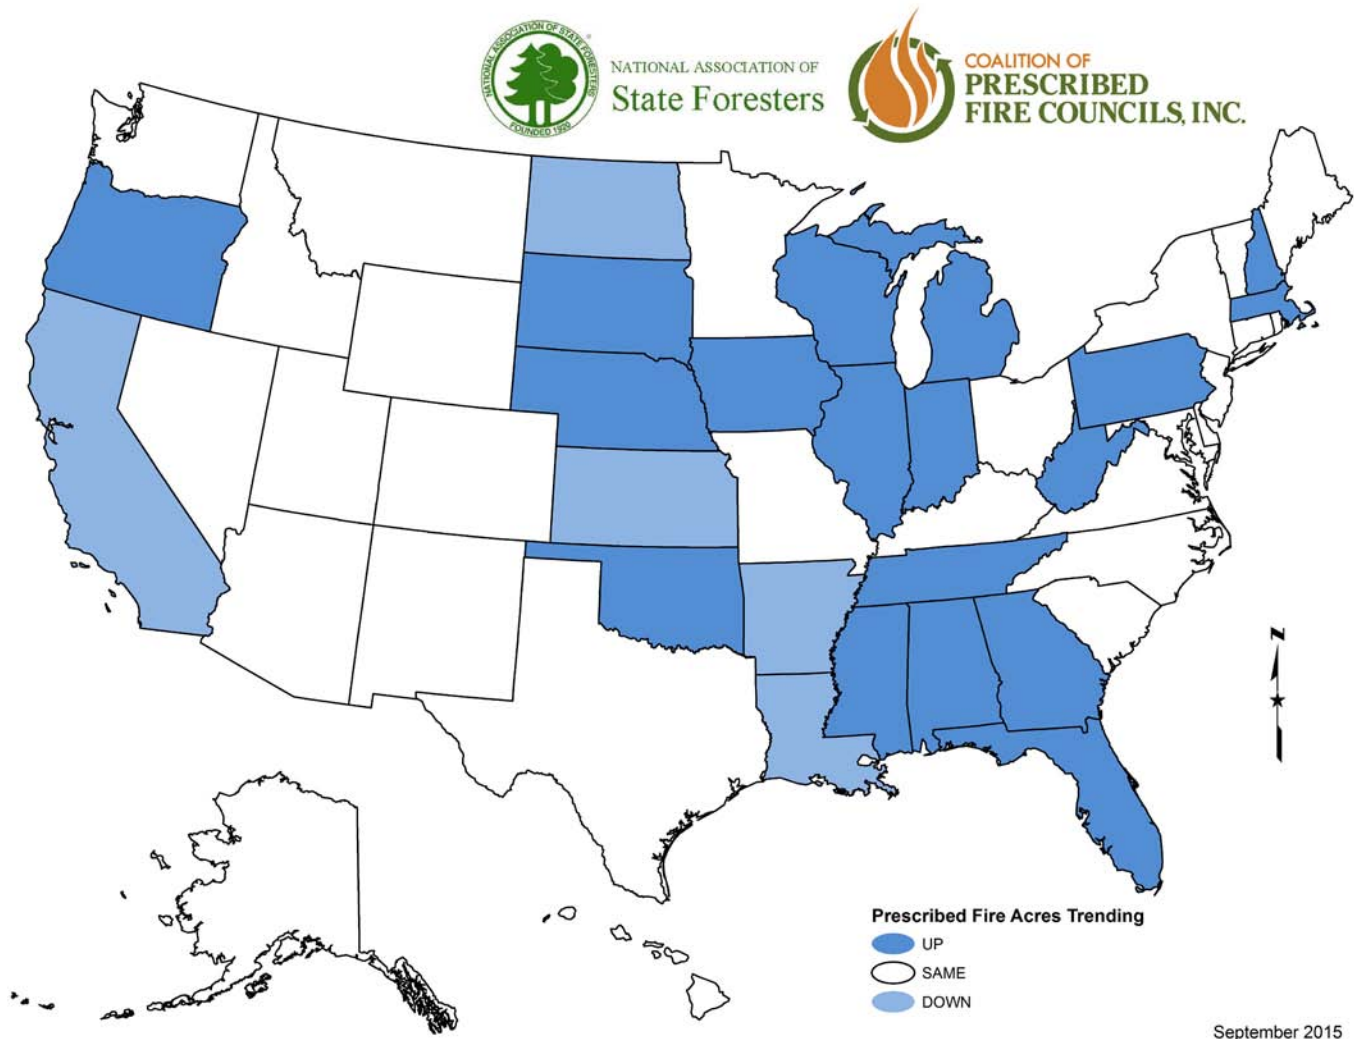 NATIONAL ASSOCIATION OF STATE FORESTERS
FOUNDED 1920
NATIONAL ASSOCIATION OF
State Foresters
COALITION OF
PRESCRIBED
FIRE COUNCILS, INC.
N
Prescribed Fire Acres Trending
UP
SAME
DOWN
September 2015